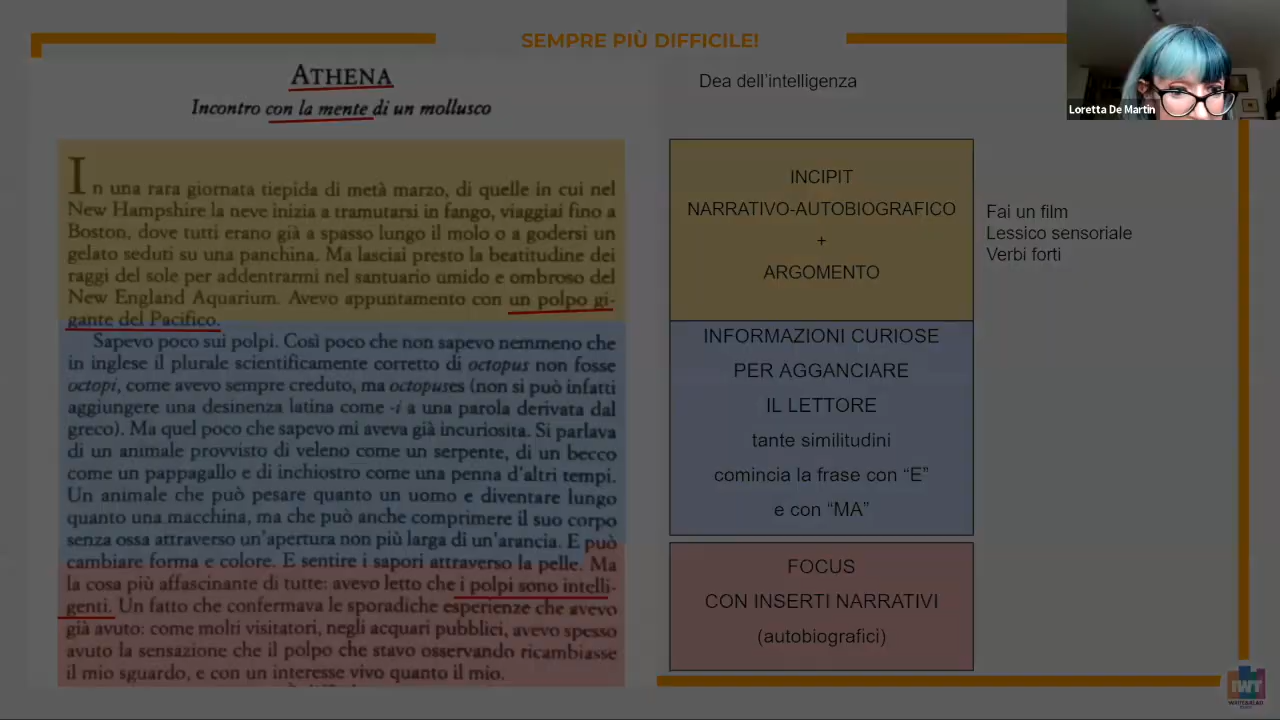 SEMPRE PIÙ DIFFICILE!
ATHENA
Incontro con la mente di un mollusco
In una rara giornata tiepida di metà marzo, di quelle in cui nel
New Hampshire la neve inizia a tramutarsi in fango, viaggiai fino a
Boston, dove tutti erano già a spasso lungo il molo o a godersi un
gelato seduti su una panchina. Ma lasciai presto la beatitudine dei
raggi del sole per addentrarmi nel santuario umido e ombroso del
New England Aquarium. Avevo appuntamento con un polpo gi-
gante del Pacifico.
Sapevo poco sui polpi. Così poco che non sapevo nemmeno che
in inglese il plurale scientificamente corretto di octopus non fosse
octopi, come avevo sempre creduto, ma octopuses (non si può infatti
aggiungere una desinenza latina come -i a una parola derivata dal
greco). Ma quel poco che sapevo mi aveva già incuriosita. Si parlava
di un animale provvisto di veleno come un serpente, di un becco
come un pappagallo e di inchiostro come una penna d'altri tempi.
Un animale che può pesare quanto un uomo e diventare lungo
quanto una macchina, ma che può anche comprimere il suo corpo
senza ossa attraverso un'apertura non più larga di un'arancia. E può
cambiare forma e colore. E sentire i sapori attraverso la pelle. Ma
la cosa più affascinante di tutte: avevo letto che i polpi sono intelli-
genti. Un fatto che confermava le sporadiche esperienze che avevo
già avuto: come molti visitatori, negli acquari pubblici, avevo spesso
avuto la sensazione che il polpo che stavo osservando ricambiasse
il mio sguardo, e con un interesse vivo quanto il mio.
Dea dell'intelligenza
INCIPIT
NARRATIVO-AUTOBIOGRAFICO
+
ARGOMENTO
Fai un film
Lessico sensoriale
Verbi forti
INFORMAZIONI CURIOSE
PER AGGANCIARE
IL LETTORE
tante similitudini
comincia la frase con “E”
e con “MA”
FOCUS
CON INSERTI NARRATIVI
(autobiografici)
Loretta De Martin
IWT